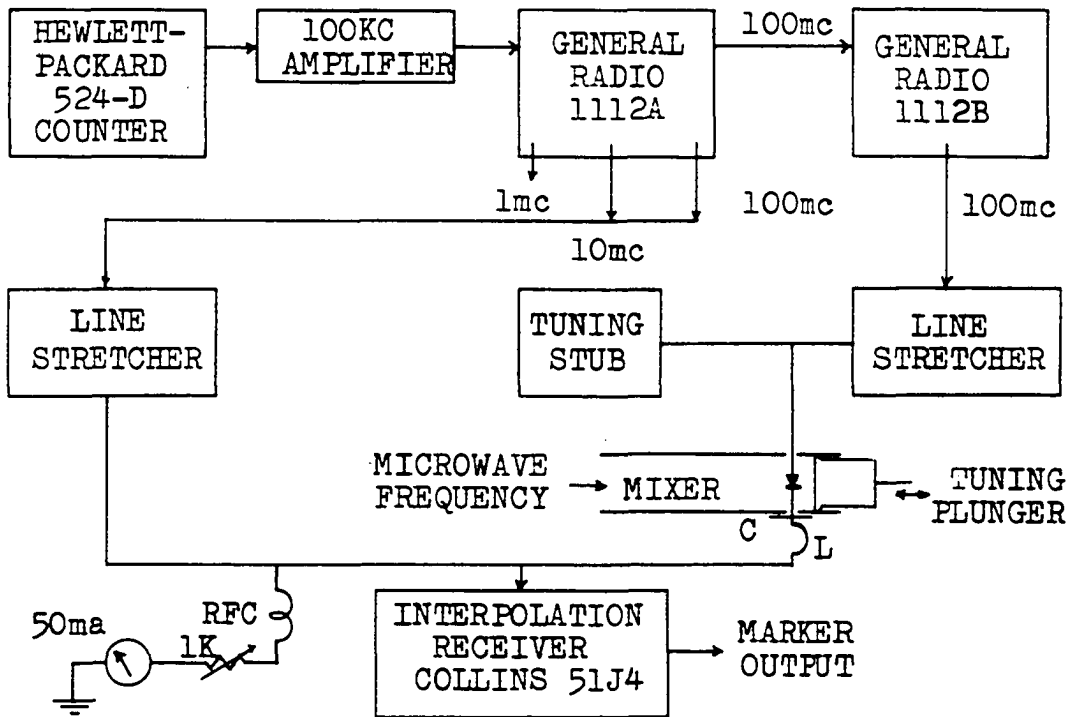 HEWLETT-
PACKARD
524-D
COUNTER
100KC
AMPLIFIER
GENERAL
RADIO
1112A
100mc
GENERAL
RADIO
1112B
1mc
10mc
100mc
100mc
LINE
STRETCHER
TUNING
STUB
LINE
STRETCHER
MICROWAVE
FREQUENCY
MIXER
TUNING
PLUNGER
C
L
50ma
1K
RFC
INTERPOLATION
RECEIVER
COLLINS 51J4
MARKER
OUTPUT